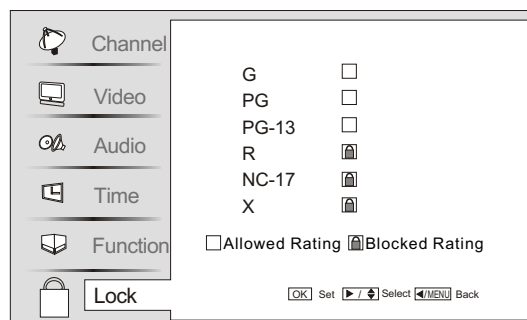 Channel
Video
Audio
Time
Function
Lock
G
PG
PG-13
R
NC-17
X
Allowed Rating Blocked Rating
OK Set / Select /MENU Back